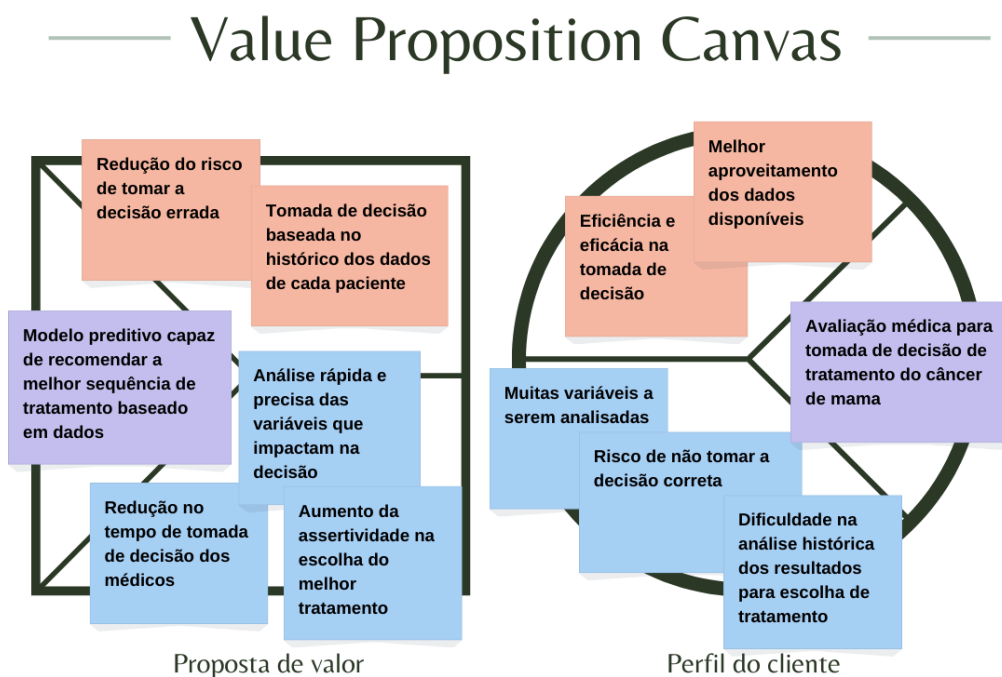 Value Proposition Canvas
Redução do risco
de tomar a
decisão errada
Tomada de decisão
baseada no
histórico dos dados
de cada paciente
Modelo preditivo capaz
de recomendar a
melhor sequência de
tratamento baseado
em dados
Análise rápida e
precisa das
variáveis que
impactam na
decisão
Redução no
tempo de tomada
de decisão dos
médicos
Aumento da
assertividade na
escolha do
melhor
tratamento
Proposta de valor
Melhor
aproveitamento
dos dados
disponíveis
Eficiência e
eficácia na
tomada de
decisão
Avaliação médica para
tomada de decisão de
tratamento do câncer
de mama
Muitas variáveis a
serem analisadas
Risco de não tomar a
decisão correta
Dificuldade na
análise histórica
dos resultados
para escolha de
tratamento
Perfil do cliente